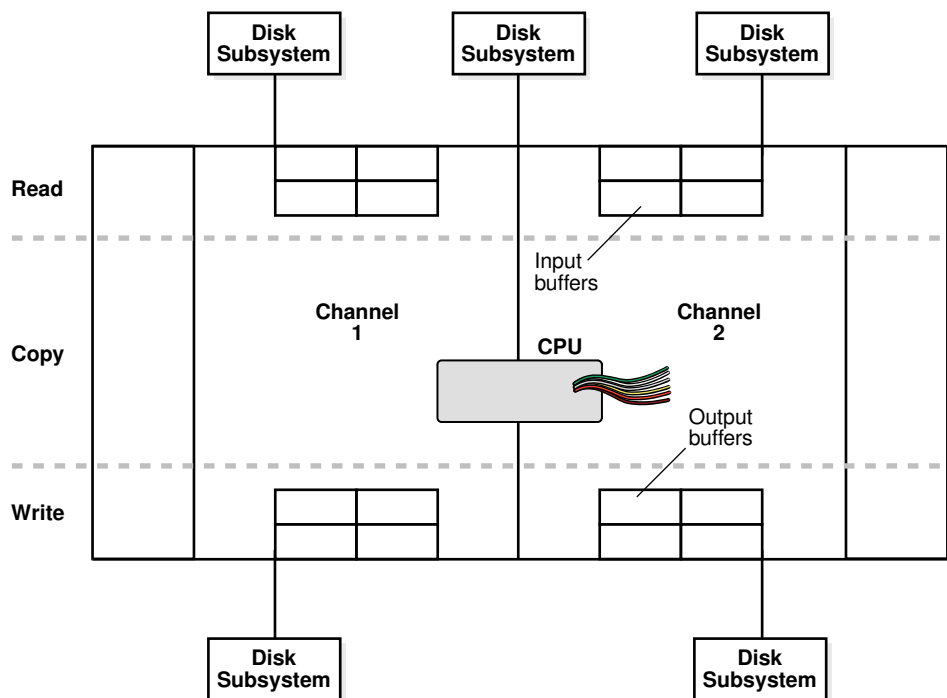 Disk
Subsystem
Disk
Subsystem
Disk
Subsystem
Read
Input
buffers
Channel
1
Channel
2
CPU
Copy
Output
buffers
Write
Disk
Subsystem
Disk
Subsystem